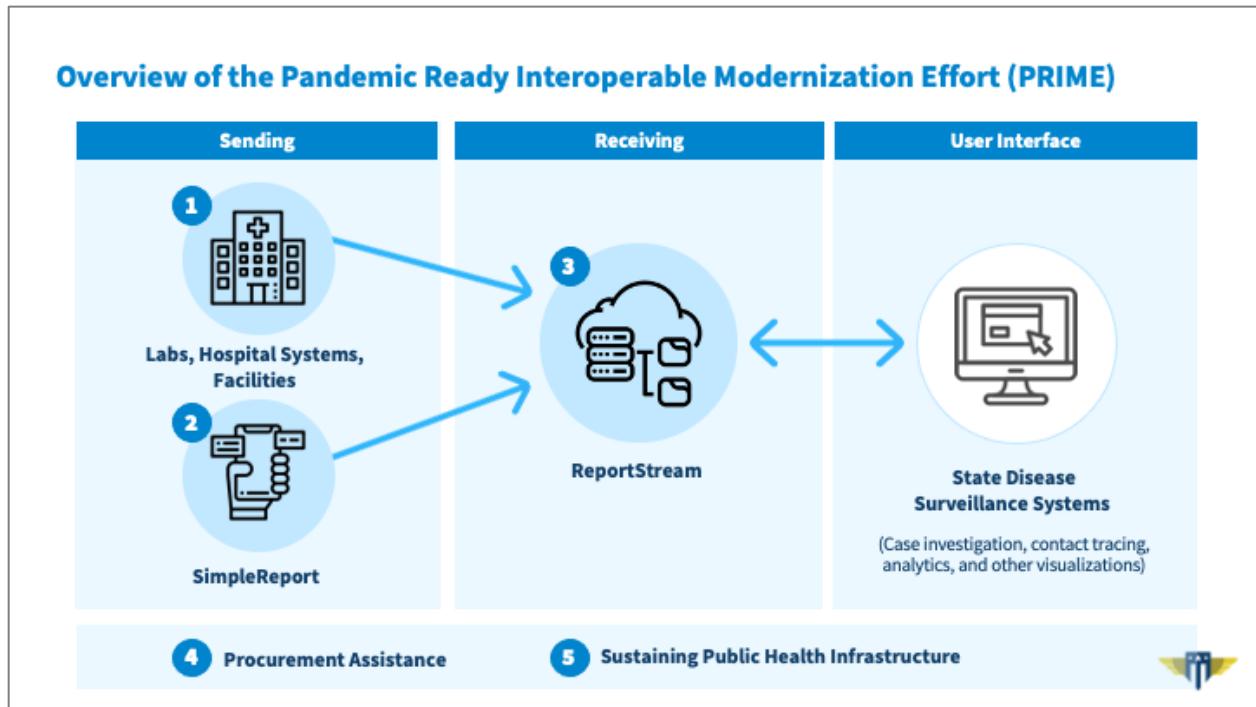 Overview of the Pandemic Ready Interoperable Modernization Effort (PRIME)
Sending
Receiving
User Interface
1
Labs, Hospital Systems,
Facilities
2
SimpleReport
3
ReportStream
State Disease
Surveillance Systems
(Case investigation, contact tracing,
analytics, and other visualizations)
4 Procurement Assistance
5 Sustaining Public Health Infrastructure